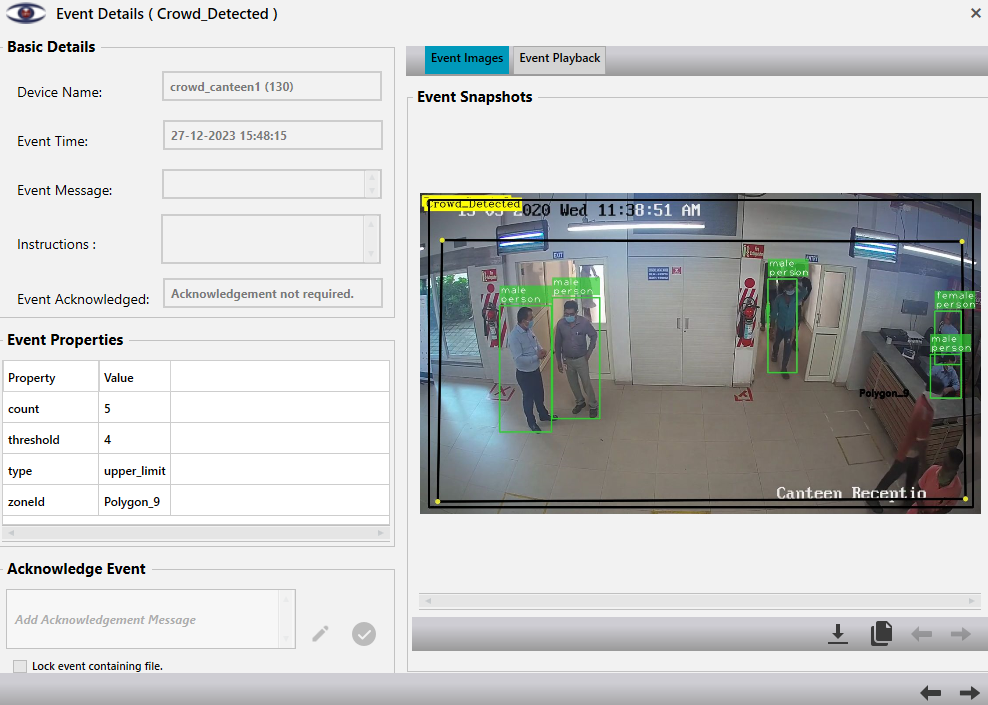 Event Details ( Crowd_Detected )
Basic Details
Device Name:
crowd_canteen1 (130)
Event Time:
27-12-2023 15:48:15
Event Message:
Instructions :
Event Acknowledged:
Acknowledgement not required.
Event Properties
Property Value
count 5
threshold 4
type upper_limit
zoneId Polygon_9
Acknowledge Event
Add Acknowledgement Message
Lock event containing file.
Event Images
Event Playback
Event Snapshots
Crowd_Detected
2020 Wed 11:38:51 AM
EXIT
male
person
male
person
male
person
female
person
male
person
Polygon_9
Canteen Receptio